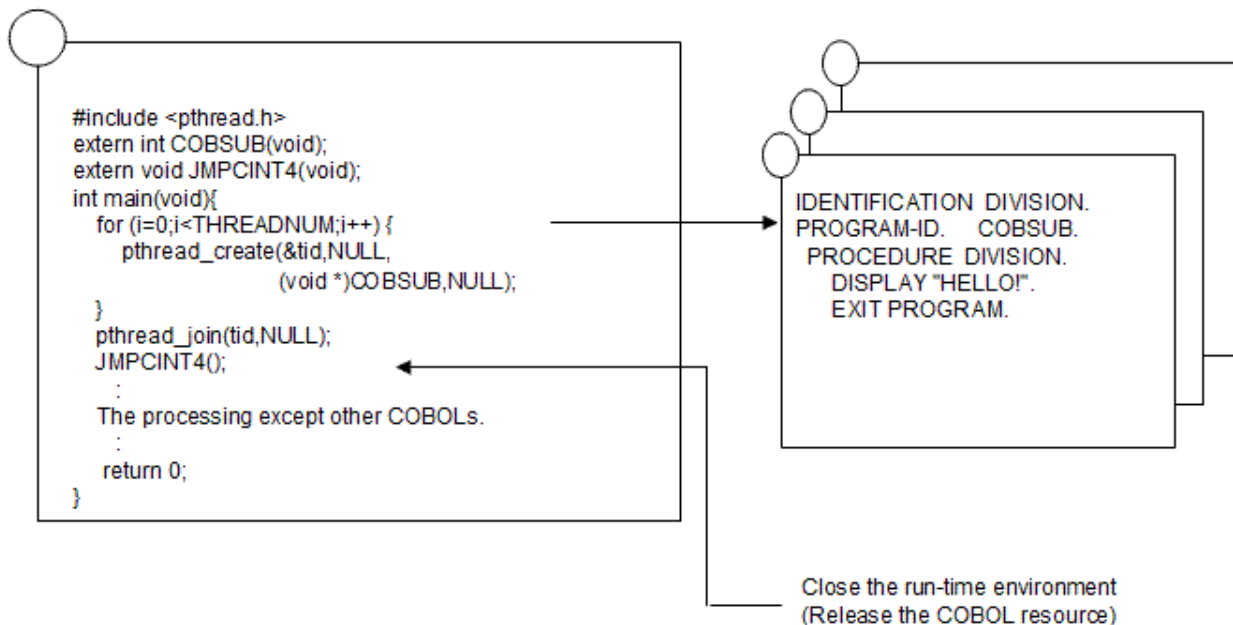 #include <pthread.h>
extern int COBSUB(void);
extern void JMPCINT4(void);
int main(void){
for (i=0;i<THREADNUM;i++) {
pthread_create(&tid,NULL,
(void *)COBSUB,NULL);
}
pthread_join(tid,NULL);
JMPCINT4();
:
The processing except other COBOLs.
:
return 0;
}
IDENTIFICATION DIVISION.
PROGRAM-ID. COBSUB.
PROCEDURE DIVISION.
DISPLAY "HELLO!".
EXIT PROGRAM.
Close the run-time environment
(Release the COBOL resource)